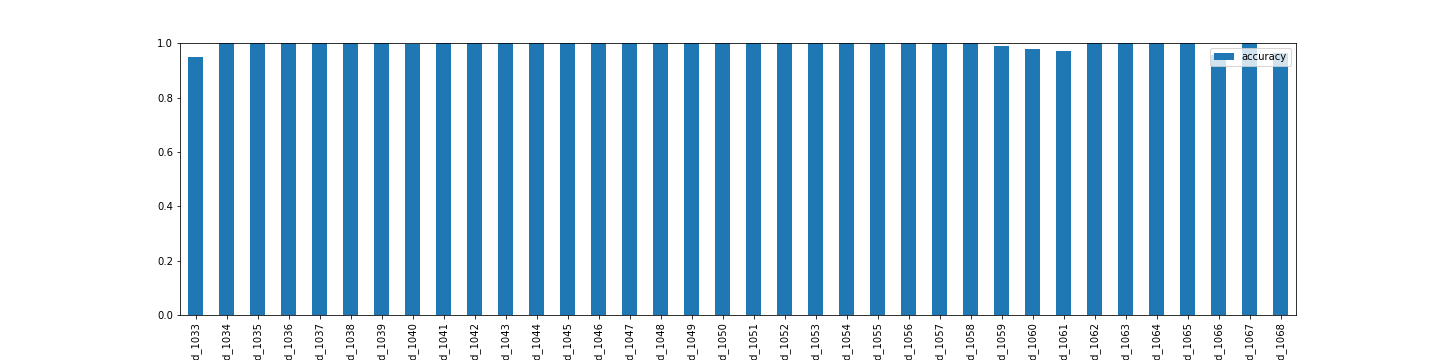 1.0
0.8
0.6
0.4
0.2
0.0
accuracy
d_1033
d_1034
d_1035
d_1036
d_1037
d_1038
d_1039
d_1040
d_1041
d_1042
d_1043
d_1044
d_1045
d_1046
d_1047
d_1048
d_1049
d_1050
d_1051
d_1052
d_1053
d_1054
d_1055
d_1056
d_1057
d_1058
d_1059
d_1060
d_1061
d_1062
d_1063
d_1064
d_1065
d_1066
d_1067
d_1068